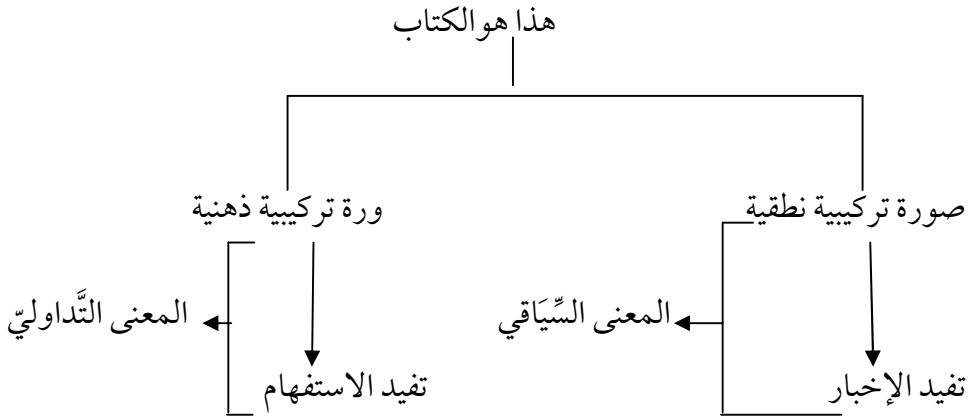 هذا هو الكتاب
صورة تركيبية نطقية
ورة تركيبية ذهنية
المعنى السِّيَاقي
المعنى التَّداوليّ
تفيد الإخبار
تفيد الاستفهام